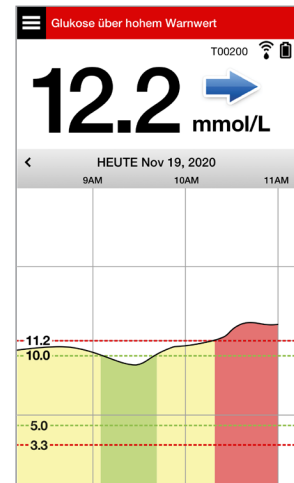 Glukose über hohem Warnwert
T00200
12.2
mmol/L
HEUTE Nov 19, 2020
9AM 10AM 11AM
11.2
10.0
5.0
3.3